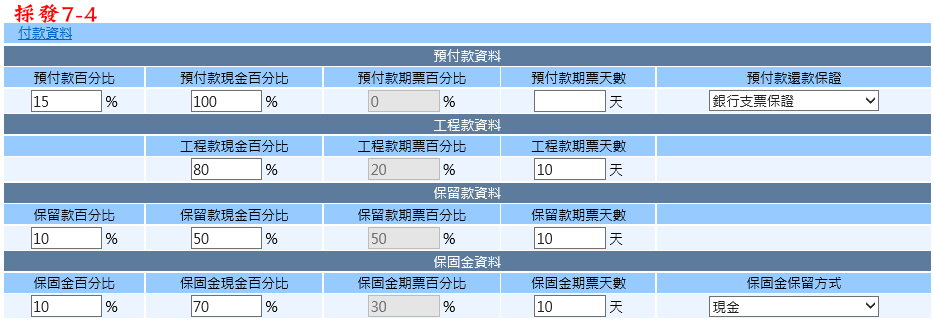 採發7-4
付款資料
預付款資料
預付款百分比 預付款現金百分比 預付款期票百分比 預付款期票天數 預付款還款保證
15 % 100 % 0 % 天 銀行支票保證
工程款資料
工程款現金百分比 工程款期票百分比 工程款期票天數
80 % 20 % 10 天
保留款資料
保留款百分比 保留款現金百分比 保留款期票百分比 保留款期票天數
10 % 50 % 50 % 10 天
保固金資料
保固金百分比 保固金現金百分比 保固金期票百分比 保固金期票天數 保固金保留方式
10 % 70 % 30 % 10 天 現金